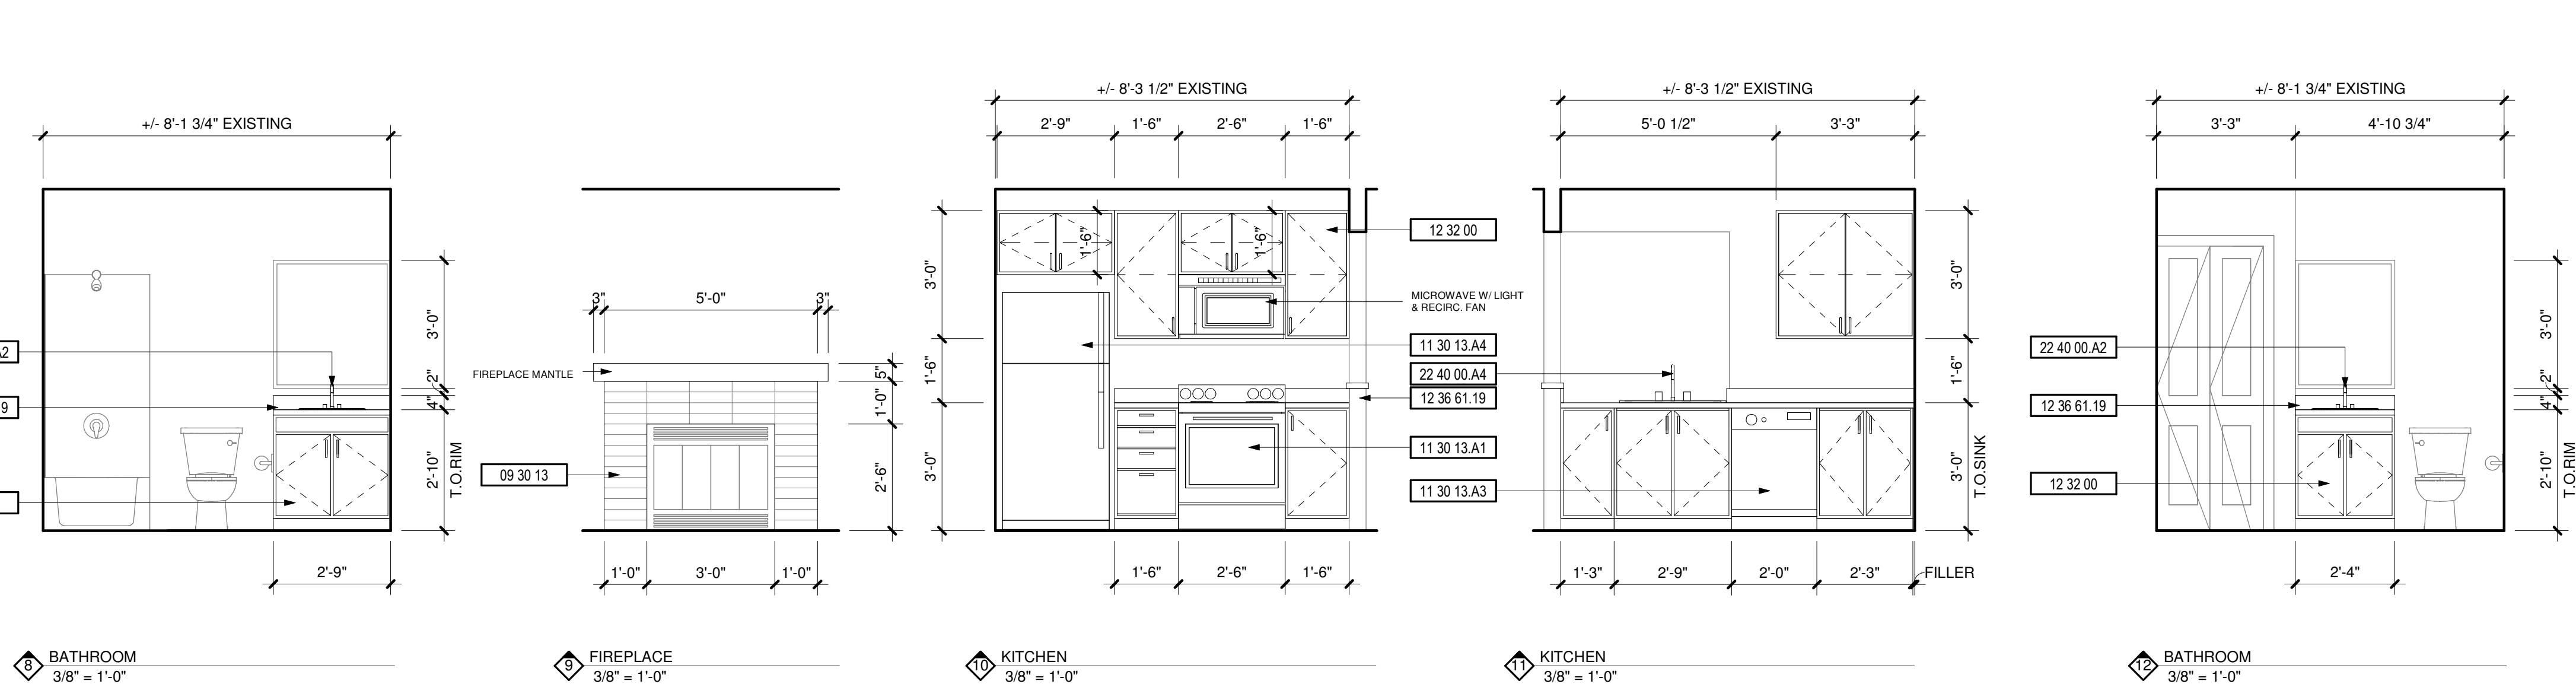 +/- 8'-1 3/4" EXISTING
3'-0"
2"
4"
2'-10"
T.O.RIM
A2
9
2'-9"
8
BATHROOM
3/8" = 1'-0"
3"
5'-0"
3"
FIREPLACE MANTLE
5"
1'-0"
2'-6"
09 30 13
1'-0"
3'-0"
1'-0"
9
FIREPLACE
3/8" = 1'-0"
+/- 8'-3 1/2" EXISTING
2'-9"
1'-6"
2'-6"
1'-6"
1'-6"
1'-6"
3'-0"
1'-6"
3'-0"
12 32 00
MICROWAVE W/ LIGHT
& RECIRC. FAN
11 30 13.A4
22 40 00.A4
12 36 61.19
11 30 13.A1
11 30 13.A3
1'-6"
2'-6"
1'-6"
10
KITCHEN
3/8" = 1'-0"
+/- 8'-3 1/2" EXISTING
5'-0 1/2"
3'-3"
3'-0"
1'-6"
3'-0"
T.O.SINK
1'-3"
2'-9"
2'-0"
2'-3"
FILLER
11
KITCHEN
3/8" = 1'-0"
+/- 8'-1 3/4" EXISTING
3'-3"
4'-10 3/4"
22 40 00.A2
12 36 61.19
12 32 00
3'-0"
2"
4"
2'-10"
T.O.RIM
2'-4"
12
BATHROOM
3/8" = 1'-0"